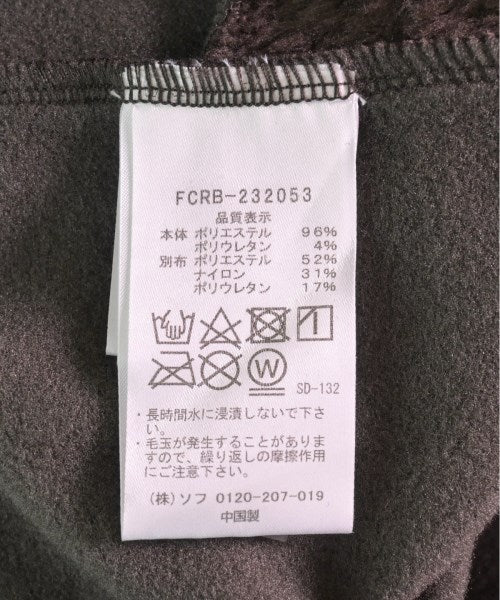 FCRB-232053
品質表示
本体 ポリエステル 96%
ポリウレタン 4%
別布 ポリエステル 52%
ナイロン 31%
ポリウレタン 17%
W
SD-132
・長時間水に浸漬しないで下さい。
・毛玉が発生することがありますので、繰り返しの摩擦作用にご注意下さい。
(株)ソフ 0120-207-019
中国製